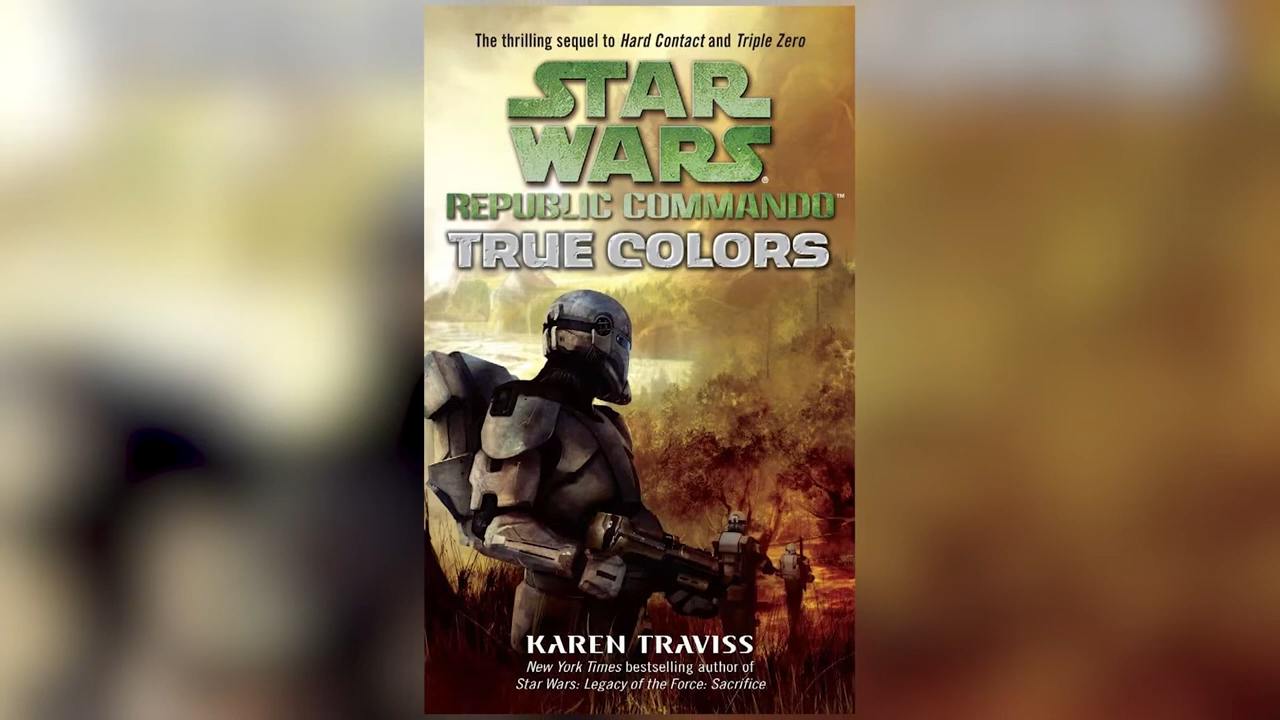 The thrilling sequel to Hard Contact and Triple Zero
STAR
WARS®
REPUBLIC COMMANDO™
TRUE COLORS
KAREN TRAVISS
New York Times bestselling author of
Star Wars: Legacy of the Force: Sacrifice